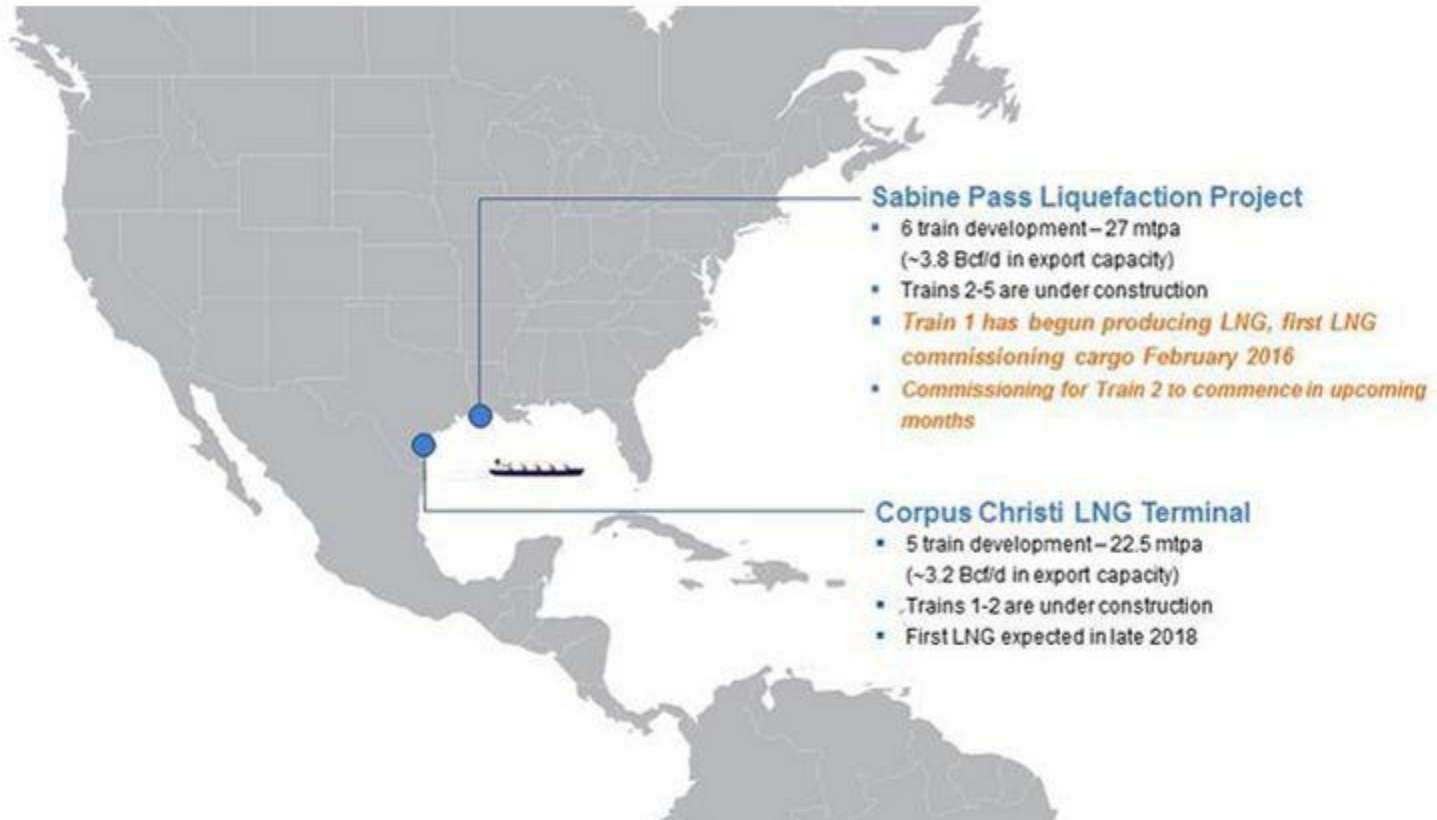 Sabine Pass Liquefaction Project
▪ 6 train development – 27 mtpa
(~3.8 Bcf/d in export capacity)
▪ Trains 2-5 are under construction
▪ Train 1 has begun producing LNG, first LNG
commissioning cargo February 2016
▪ Commissioning for Train 2 to commence in upcoming
months
Corpus Christi LNG Terminal
▪ 5 train development – 22.5 mtpa
(~3.2 Bcf/d in export capacity)
▪ Trains 1-2 are under construction
▪ First LNG expected in late 2018